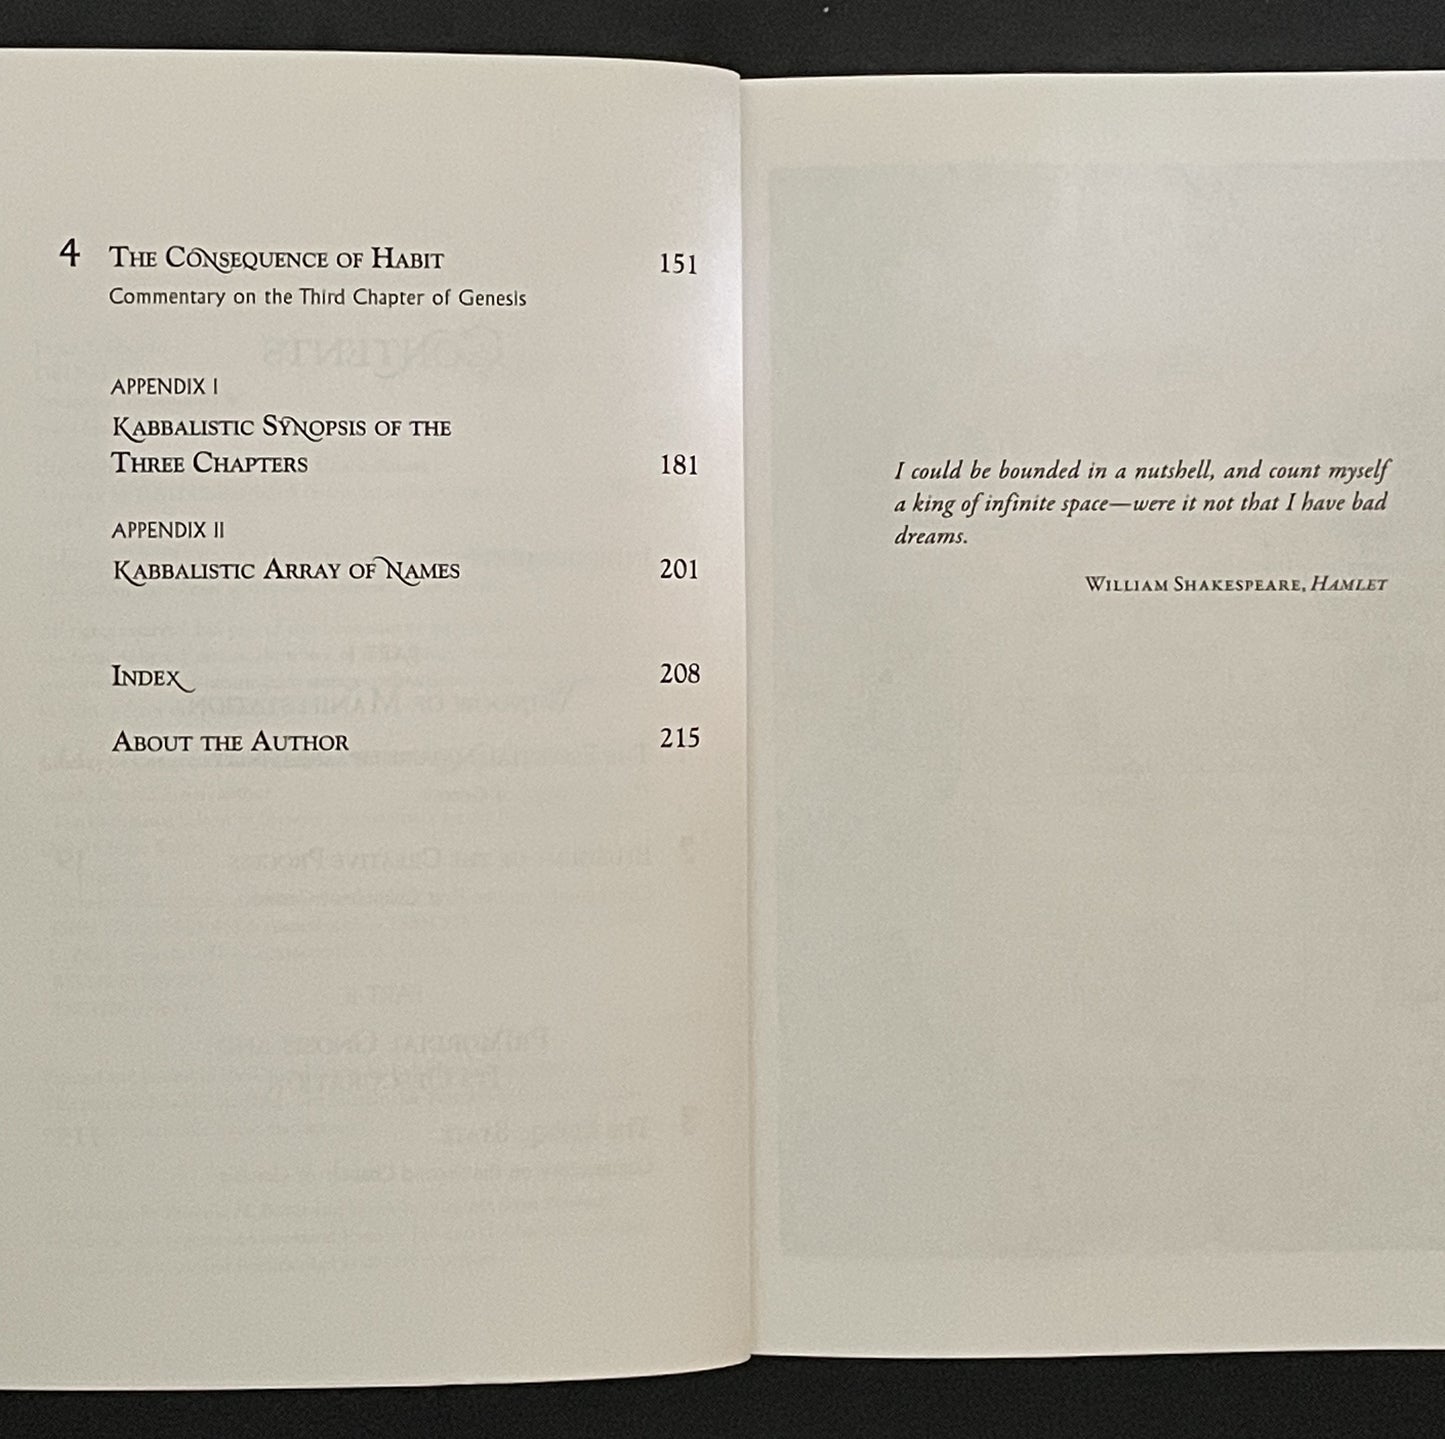 4 The Consequence of Habit 151
Commentary on the Third Chapter of Genesis
APPENDIX I
Kabbalistic Synopsis of the
Three Chapters 181
APPENDIX II
Kabbalistic Array of Names 201
Index 208
About the Author 215
I could be bounded in a nutshell, and count myself
a king of infinite space—were it not that I have bad
dreams.
William Shakespeare, Hamlet